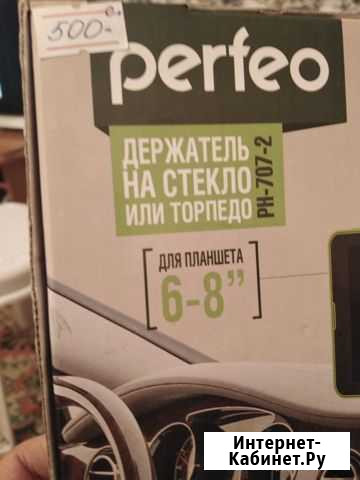 500=
perfeo
ДЕРЖАТЕЛЬ
НА СТЕКЛО
ИЛИ ТОРПЕДО
PH-707-2
ДЛЯ ПЛАНШЕТА
6-8”
Интернет-
Кабинет.Ру